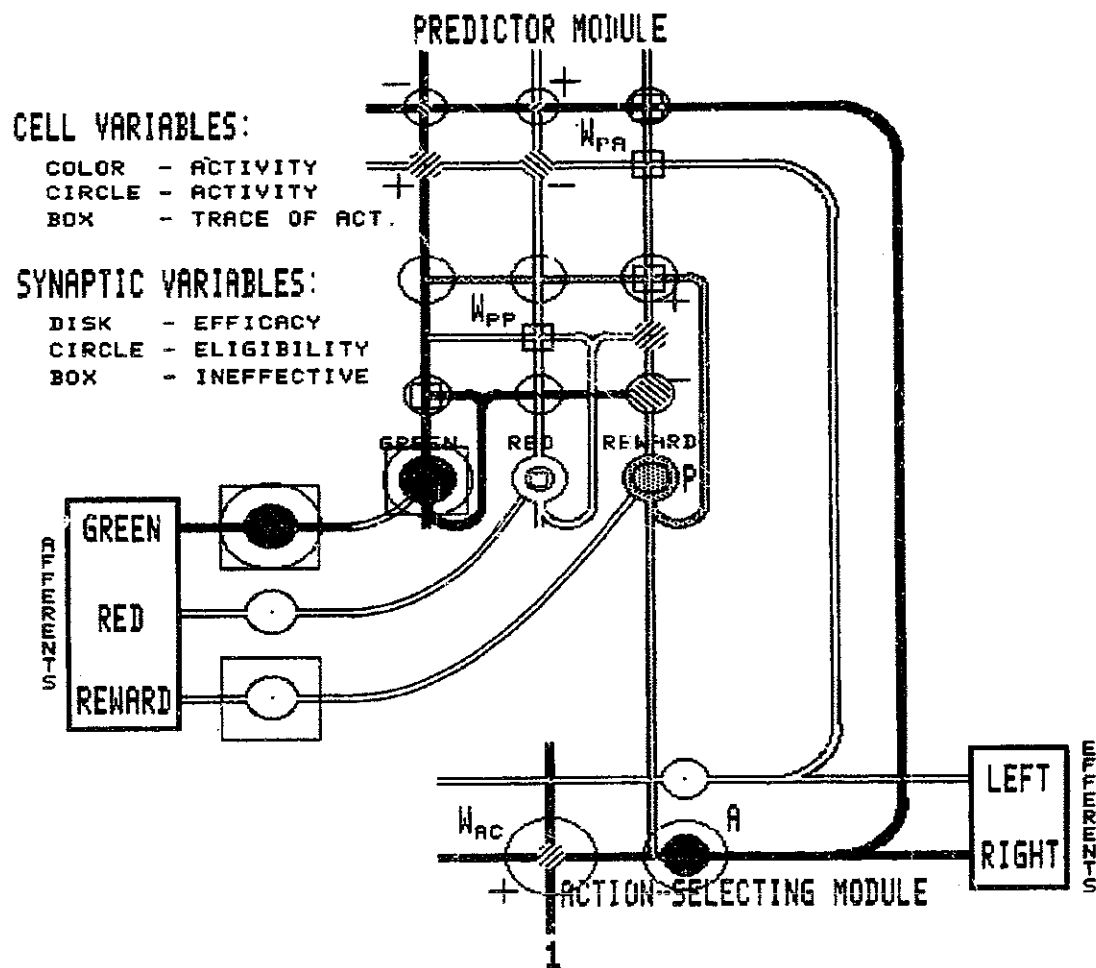 PREDICTOR MODULE
CELL VARIABLES:
COLOR - ACTIVITY
CIRCLE - ACTIVITY
BOX - TRACE OF ACT.
SYNAPTIC VARIABLES:
DISK - EFFICACY
CIRCLE - ELIGIBILITY
BOX - INEFFECTIVE
- +
W_PA
+ -
+
W_PP
-
GREEN RED REWARD
P
AFFERENTS
GREEN
RED
REWARD
EFFERENTS
LEFT
RIGHT
W_AC
A
+
ACTION-SELECTING MODULE
1